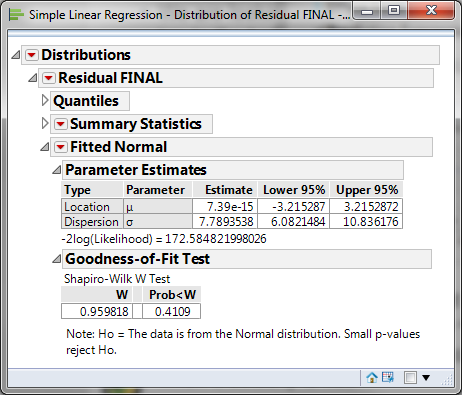 Simple Linear Regression - Distribution of Residual FINAL -...
Distributions
Residual FINAL
Quantiles
Summary Statistics
Fitted Normal
Parameter Estimates
Type Parameter Estimate Lower 95% Upper 95%
Location μ 7.39e-15 -3.215287 3.2152872
Dispersion σ 7.7893538 6.0821484 10.836176
-2log(Likelihood) = 172.584821998026
Goodness-of-Fit Test
Shapiro-Wilk W Test
W Prob<W
0.959818 0.4109
Note: Ho = The data is from the Normal distribution. Small p-values
reject Ho.